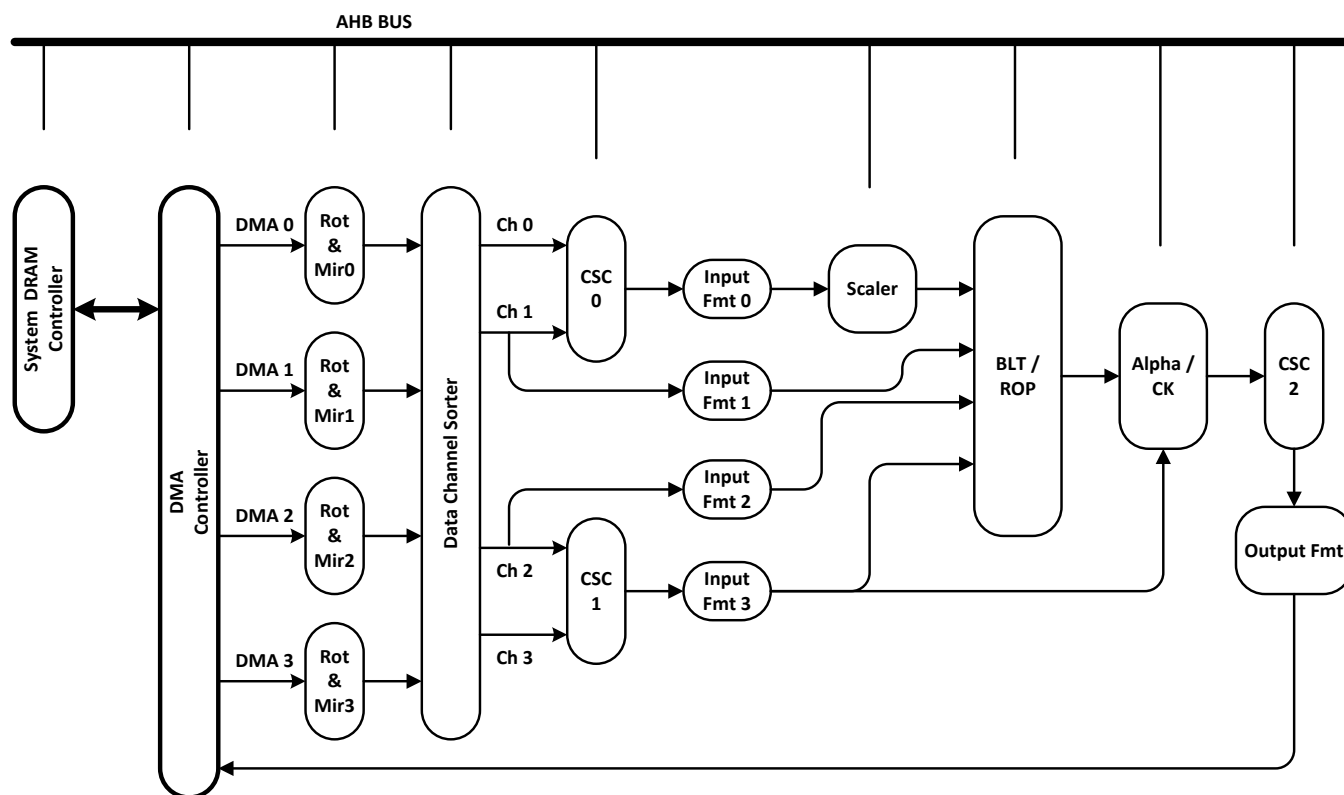 AHB BUS
System DRAM
Controller
DMA
Controller
DMA 0
DMA 1
DMA 2
DMA 3
Rot
&
Mir0
Rot
&
Mir1
Rot
&
Mir2
Rot
&
Mir3
Data Channel Sorter
Ch 0
Ch 1
Ch 2
Ch 3
CSC
0
CSC
1
Input
Fmt 0
Input
Fmt 1
Input
Fmt 2
Input
Fmt 3
Scaler
BLT /
ROP
Alpha /
CK
CSC
2
Output Fmt